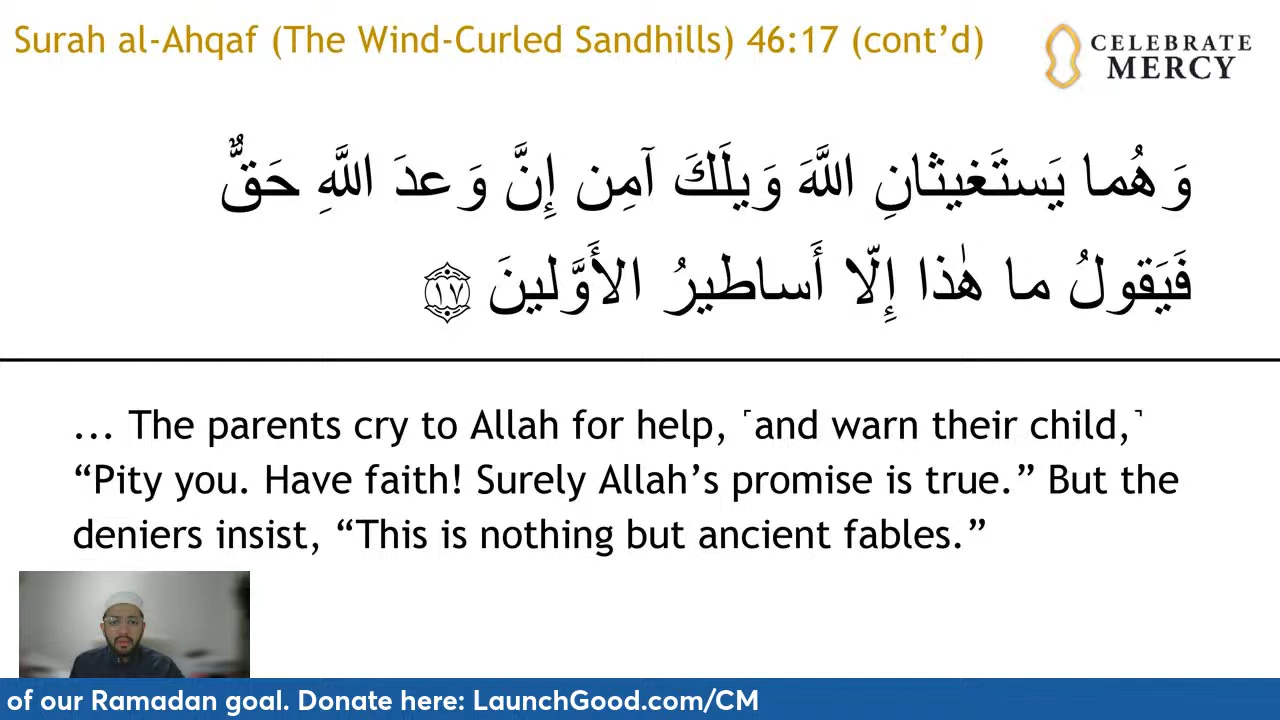 Surah al-Ahqaf (The Wind-Curled Sandhills) 46:17 (cont’d)
CELEBRATE
MERCY
وَهُما يَستَغيثانِ اللَّهَ وَيلَكَ آمِن إِنَّ وَعدَ اللَّهِ حَقٌّ
فَيَقولُ ما هٰذا إِلّا أَساطيرُ الأَوَّلينَ ﴿١٧﴾
... The parents cry to Allah for help, ˹and warn their child,˺
“Pity you. Have faith! Surely Allah’s promise is true.” But the
deniers insist, “This is nothing but ancient fables.”
of our Ramadan goal. Donate here: LaunchGood.com/CM